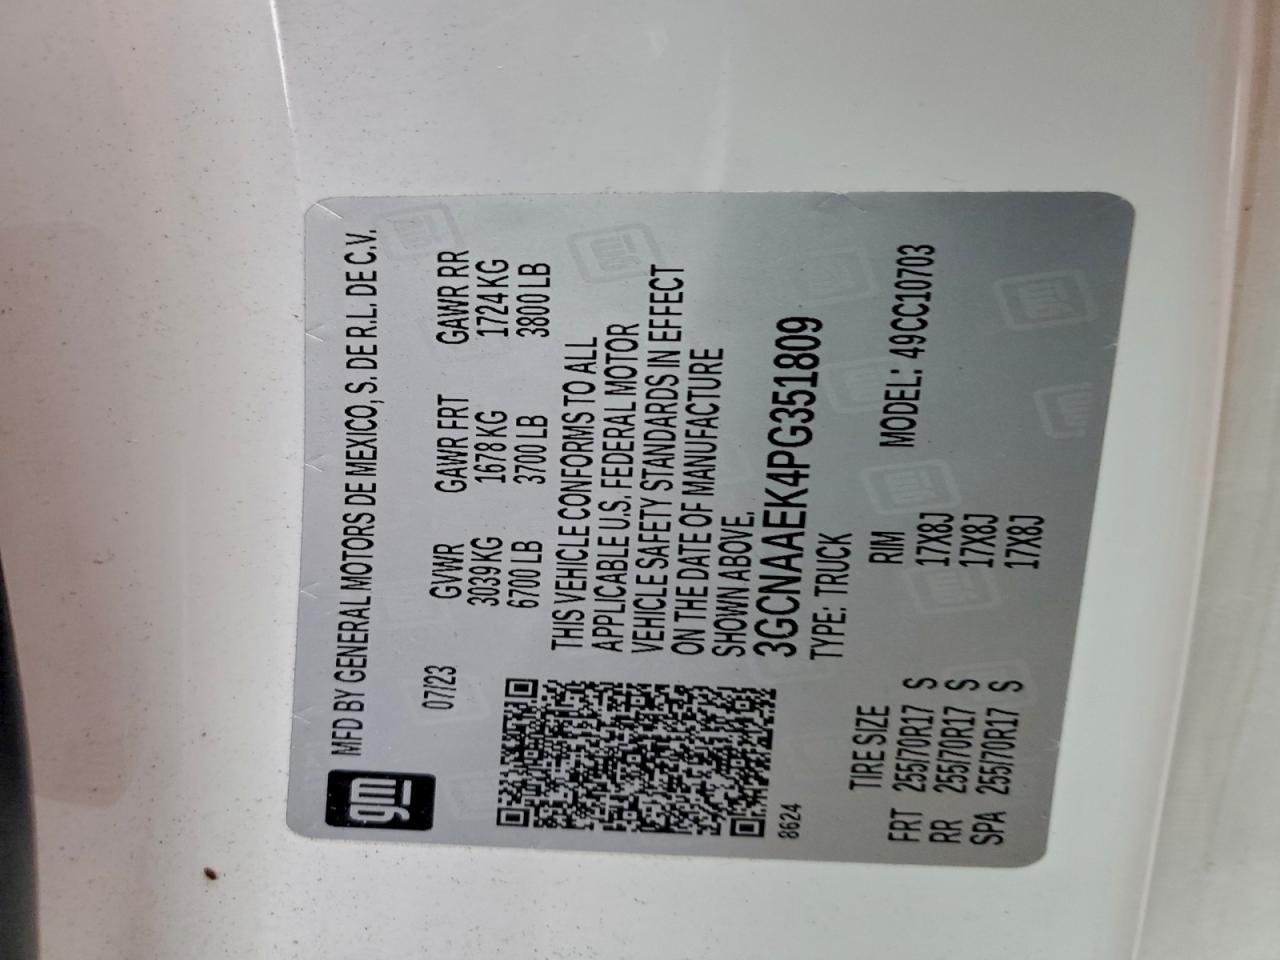 gm
MFD BY GENERAL MOTORS DE MEXICO, S. DE R.L. DE C.V.
07/23
GVWR GAWR FRT GAWR RR
3039 KG 1678 KG 1724 KG
6700 LB 3700 LB 3800 LB
THIS VEHICLE CONFORMS TO ALL
APPLICABLE U.S. FEDERAL MOTOR
VEHICLE SAFETY STANDARDS IN EFFECT
ON THE DATE OF MANUFACTURE
SHOWN ABOVE.
3GCNAAEK4PG351809
8624
TYPE: TRUCK
TIRE SIZE RIM MODEL: 49CC10703
FRT 255/70R17 S 17X8J
RR 255/70R17 S 17X8J
SPA 255/70R17 S 17X8J